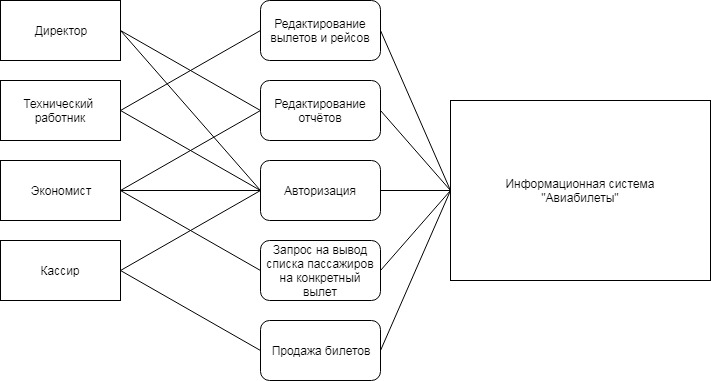 Директор
Технический
работник
Экономист
Кассир
Редактирование
вылетов и рейсов
Редактирование
отчётов
Авторизация
Запрос на вывод
списка пассажиров
на конкретный
вылет
Продажа билетов
Информационная система
"Авиабилеты"